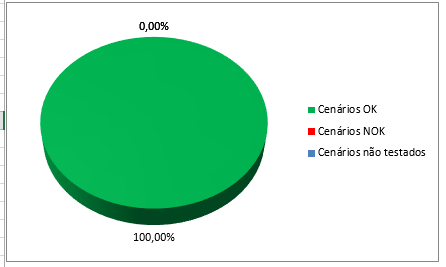 0,00%
Cenários OK
Cenários NOK
Cenários não testados
100,00%